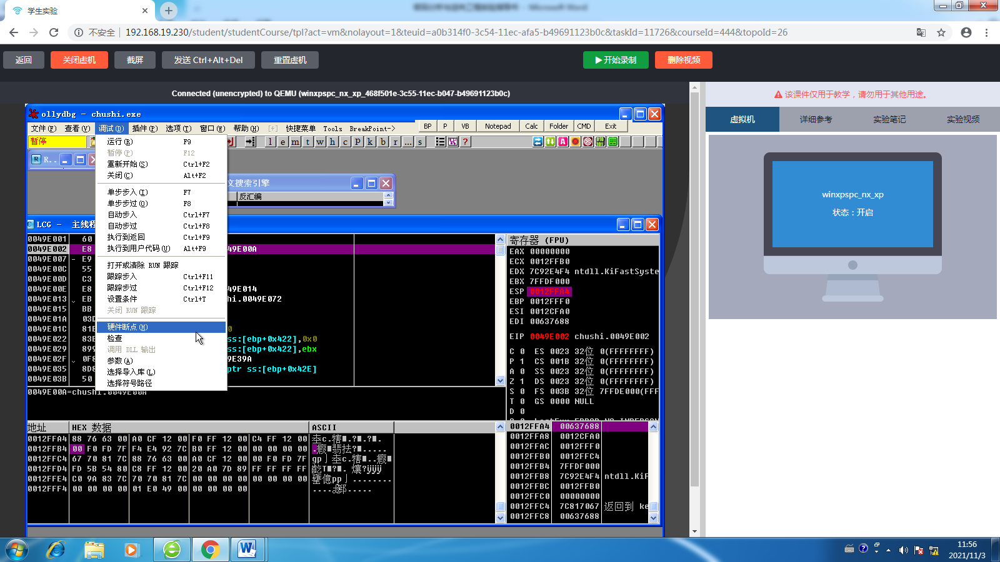 学生实验
不安全 192.168.19.230/student/studentCourse/tpl?act=vm&nolayout=1&teuid=a0b314f0-3c54-11ec-afa5-b49691123b0c&taskId=11726&courseId=444&topoId=26
返回 关闭虚机 截屏 发送 Ctrl+Alt+Del 重置虚机 开始录制 删除视频
Connected (unencrypted) to QEMU (winxpspc_nx_xp_468f501e-3c55-11ec-b047-b49691123b0c)
该课件仅用于教学，请勿用于其他用途。
虚拟机 详细参考 实验笔记 实验视频
winxpspc_nx_xp
状态：开启
ollydbg - chushi.exe
文件(F) 查看(V) 调试(D) 插件(P) 选项(T) 窗口(W) 帮助(H) [+] 快捷菜单 Tools BreakPoint->
BP P VB Notepad Calc Folder CMD Exit
暂停
l e m t w h c p k b r ... s ?
R..
运行(R) F9
暂停(P) F12
重新开始(S) Ctrl+F2
关闭(C) Alt+F2
单步步入(I) F7
单步步过(O) F8
自动步入 Ctrl+F7
自动步过 Ctrl+F8
执行到返回 Ctrl+F9
执行到用户代码(U) Alt+F9
打开或清除 RUN 跟踪
跟踪步入 Ctrl+F11
跟踪步过 Ctrl+F12
设置条件 Ctrl+T
关闭 RUN 跟踪
硬件断点(H)
检查
调用 DLL 输出
参数(A)
选择导入库(L)
选择符号路径
文搜索引擎
反汇编
LCG - 主线程
0049E001 60
0049E002 E8 49E00A
0049E007 - E9
0049E00C 55
0049E00D C3
0049E00E E8 49E014
0049E013 EB hi.0049E072
0049E015 BB
0049E01A 03D
0049E01C 81E 0
0049E022 83B ss:[ebp+0x422],0x0
0049E028 899 ss:[ebp+0x422],ebx
0049E02F 0F8 9E39A
0049E035 8D8 ptr ss:[ebp+0x42E]
0049E03B 50
0049E00A=chushi.0049E00A
寄存器 (FPU)
EAX 00000000
ECX 0012FFB0
EDX 7C92E4F4 ntdll.KiFastSyste
EBX 7FFDF000
ESP 0012FFA4
EBP 0012FFF0
ESI 0012CFA0
EDI 00637688
EIP 0049E002 chushi.0049E002
C 0 ES 0023 32位 0(FFFFFFFF)
P 1 CS 001B 32位 0(FFFFFFFF)
A 0 SS 0023 32位 0(FFFFFFFF)
Z 1 DS 0023 32位 0(FFFFFFFF)
S 0 FS 003B 32位 7FFDE000(FFF
T 0 GS 0000 NULL
D 0
地址 HEX 数据 ASCII
0012FFA4 88 76 63 00 A0 CF 12 00 F0 FF 12 00 C4 FF 12 00
0012FFB4 00 F0 FD 7F F4 E4 92 7C B0 FF 12 00 00 00 00 00
0012FFC4 67 70 81 7C 88 76 63 00 A0 CF 12 00 00 F0 FD 7F
0012FFD4 FD 5B 54 80 C8 FF 12 00 20 A0 7D 89 FF FF FF FF
0012FFE4 C0 9A 83 7C 70 70 81 7C 00 00 00 00 00 00 00 00
0012FFF4 00 00 00 00 01 E0 49 00 00 00 00 00
0012FFA4 00637688
0012FFA8 0012CFA0
0012FFAC 0012FFF0
0012FFB0 0012FFC4
0012FFB4 7FFDF000
0012FFB8 7C92E4F4 ntdll.KiF
0012FFBC 0012FFB0
0012FFC0 00000000
0012FFC4 7C817067 返回到 ke
0012FFC8 00637688
11:56
2021/11/3